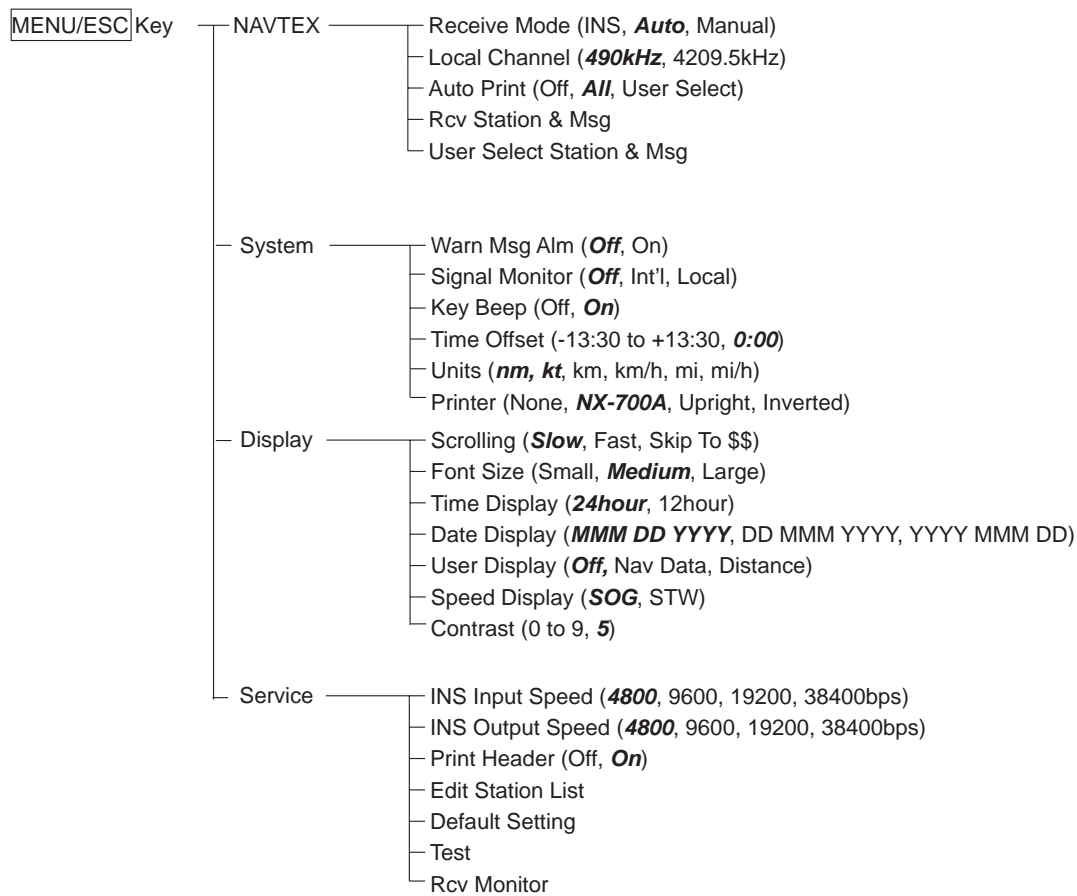 MENU/ESC Key
NAVTEX
Receive Mode (INS, Auto, Manual)
Local Channel (490kHz, 4209.5kHz)
Auto Print (Off, All, User Select)
Rcv Station & Msg
User Select Station & Msg
System
Warn Msg Alm (Off, On)
Signal Monitor (Off, Int'l, Local)
Key Beep (Off, On)
Time Offset (-13:30 to +13:30, 0:00)
Units (nm, kt, km, km/h, mi, mi/h)
Printer (None, NX-700A, Upright, Inverted)
Display
Scrolling (Slow, Fast, Skip To $$)
Font Size (Small, Medium, Large)
Time Display (24hour, 12hour)
Date Display (MMM DD YYYY, DD MMM YYYY, YYYY MMM DD)
User Display (Off, Nav Data, Distance)
Speed Display (SOG, STW)
Contrast (0 to 9, 5)
Service
INS Input Speed (4800, 9600, 19200, 38400bps)
INS Output Speed (4800, 9600, 19200, 38400bps)
Print Header (Off, On)
Edit Station List
Default Setting
Test
Rcv Monitor